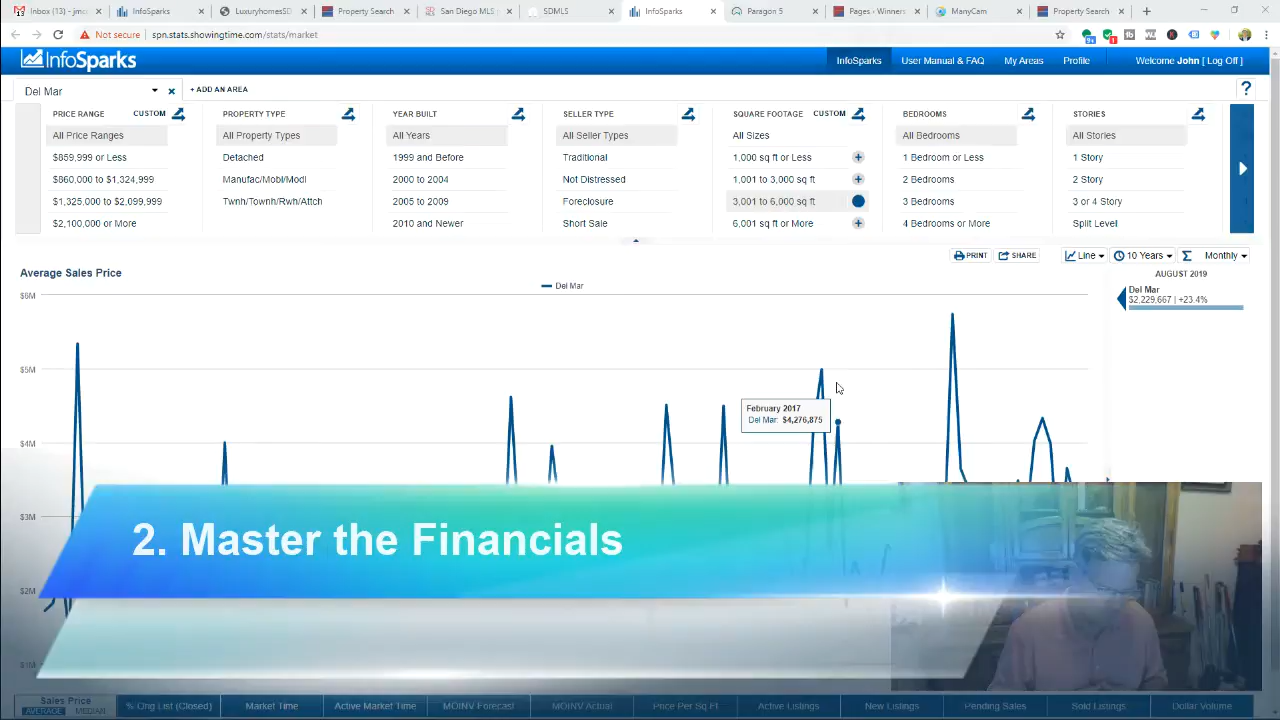 Inbox (1) - jmc
InfoSparks
LuxuryhomesSD
Property Search
San Diego MLS
SDMLS
InfoSparks
Paragon 5
Pages - Winners
ManyCam
Property Search
Not secure
spn.stats.showingtime.com/stats/market
InfoSparks
InfoSparks
User Manual & FAQ
My Areas
Profile
Welcome John [ Log Off ]
Del Mar
+ ADD AN AREA
?
PRICE RANGE
CUSTOM
PROPERTY TYPE
YEAR BUILT
SELLER TYPE
SQUARE FOOTAGE
CUSTOM
BEDROOMS
STORIES
All Price Ranges
All Property Types
All Years
All Seller Types
All Sizes
All Bedrooms
All Stories
$859,999 or Less
Detached
1999 and Before
Traditional
1,000 sq ft or Less
1 Bedroom or Less
1 Story
$860,000 to $1,324,999
Manufac/Mobl/Modl
2000 to 2004
Not Distressed
1,001 to 3,000 sq ft
2 Bedrooms
2 Story
$1,325,000 to $2,099,999
Twnh/Townh/Rwh/Attch
2005 to 2009
Foreclosure
3,001 to 6,000 sq ft
3 Bedrooms
3 or 4 Story
$2,100,000 or More
2010 and Newer
Short Sale
6,001 sq ft or More
4 Bedrooms or More
Split Level
PRINT
SHARE
Line
10 Years
Monthly
Average Sales Price
AUGUST 2019
Del Mar
Del Mar
$2,229,667 | +23.4%
$6M
$5M
February 2017
Del Mar: $4,276,875
$4M
$3M
2. Master the Financials
$2M
$1M
Sales Price
AVERAGE
MEDIAN
% Orig List (Closed)
Market Time
Active Market Time
MOINV Forecast
MOINV Actual
Price Per Sq Ft
Active Listings
New Listings
Pending Sales
Sold Listings
Dollar Volume